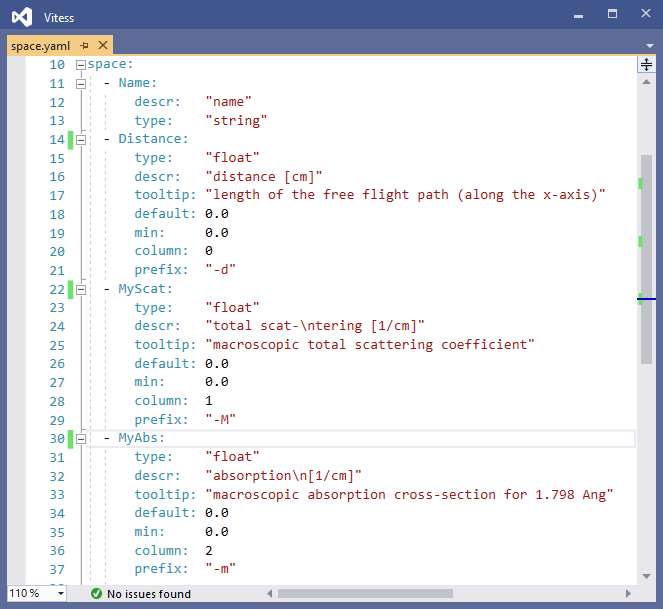 Vitess
space.yaml
10 space:
11 - Name:
12 descr: "name"
13 type: "string"
14 - Distance:
15 type: "float"
16 descr: "distance [cm]"
17 tooltip: "length of the free flight path (along the x-axis)"
18 default: 0.0
19 min: 0.0
20 column: 0
21 prefix: "-d"
22 - MyScat:
23 type: "float"
24 descr: "total scat-\ntering [1/cm]"
25 tooltip: "macroscopic total scattering coefficient"
26 default: 0.0
27 min: 0.0
28 column: 1
29 prefix: "-M"
30 - MyAbs:
31 type: "float"
32 descr: "absorption\n[1/cm]"
33 tooltip: "macroscopic absorption cross-section for 1.798 Ang"
34 default: 0.0
35 min: 0.0
36 column: 2
37 prefix: "-m"
110 % No issues found